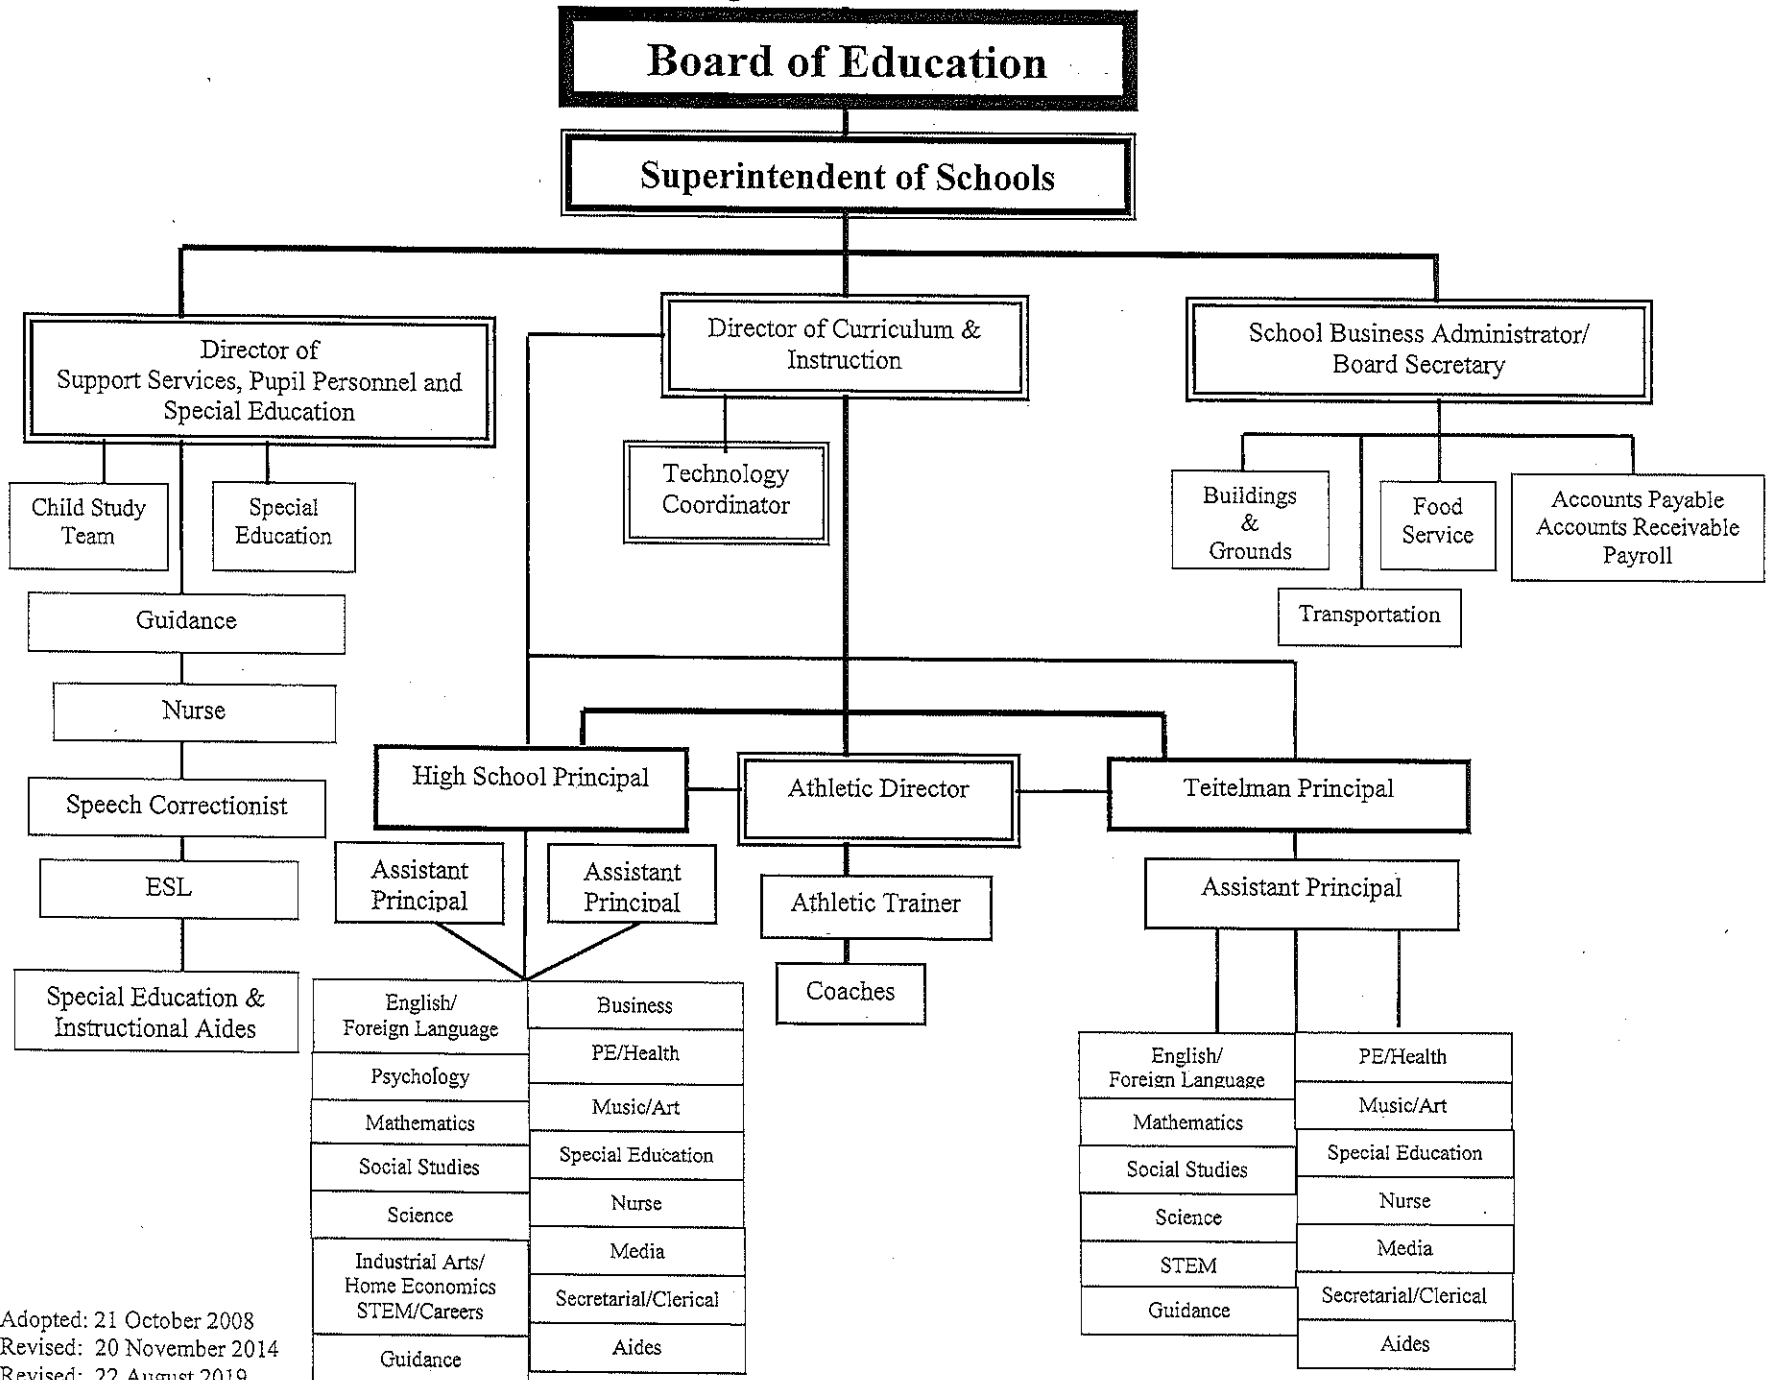 Board of Education
Superintendent of Schools
Director of
Support Services, Pupil Personnel and
Special Education
Director of Curriculum &
Instruction
School Business Administrator/
Board Secretary
Child Study
Team
Special
Education
Technology
Coordinator
Buildings
&
Grounds
Food
Service
Accounts Payable
Accounts Receivable
Payroll
Transportation
Guidance
Nurse
Speech Correctionist
ESL
Special Education &
Instructional Aides
High School Principal
Athletic Director
Teitelman Principal
Assistant
Principal
Assistant
Principal
Athletic Trainer
Coaches
Assistant Principal
English/
Foreign Language
Psychology
Mathematics
Social Studies
Science
Industrial Arts/
Home Economics
STEM/Careers
Guidance
Business
PE/Health
Music/Art
Special Education
Nurse
Media
Secretarial/Clerical
Aides
English/
Foreign Language
Mathematics
Social Studies
Science
STEM
Guidance
PE/Health
Music/Art
Special Education
Nurse
Media
Secretarial/Clerical
Aides
Adopted: 21 October 2008
Revised: 20 November 2014
Revised: 22 August 2019